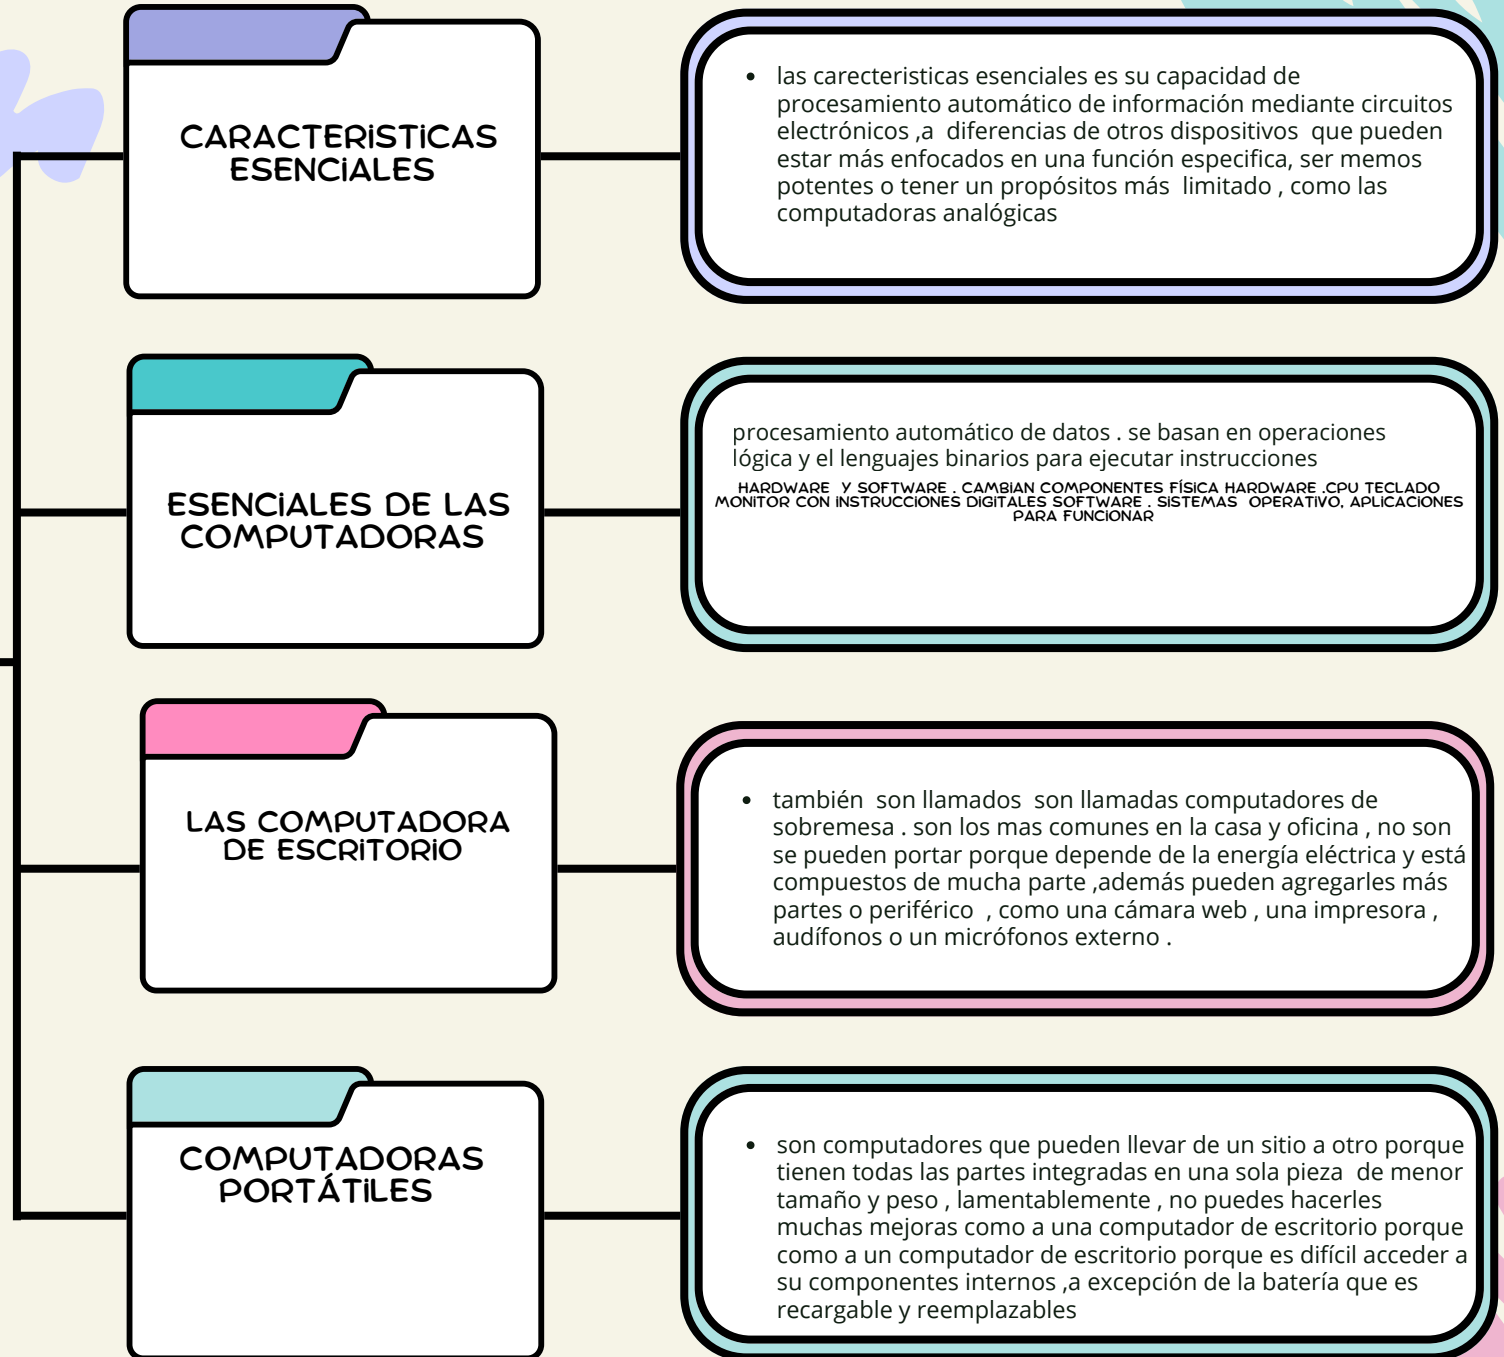 CARACTERiSTiCAS
ESENCiALES
• las carecteristicas esenciales es su capacidad de
procesamiento automático de información mediante circuitos
electrónicos ,a diferencias de otros dispositivos que pueden
estar más enfocados en una función especifica, ser memos
potentes o tener un propósitos más limitado , como las
computadoras analógicas
ESENCiALES DE LAS
COMPUTADORAS
procesamiento automático de datos . se basan en operaciones
lógica y el lenguajes binarios para ejecutar instrucciones
HARDWARE Y SOFTWARE . CAMBiAN COMPONENTES FÍSiCA HARDWARE .CPU TECLADO
MONiTOR CON iNSTRUCCiONES DiGiTALES SOFTWARE . SiSTEMAS OPERATiVO, APLiCACiONES
PARA FUNCiONAR
LAS COMPUTADORA
DE ESCRiTORiO
• también son llamados son llamadas computadores de
sobremesa . son los mas comunes en la casa y oficina , no son
se pueden portar porque depende de la energía eléctrica y está
compuestos de mucha parte ,además pueden agregarles más
partes o periférico , como una cámara web , una impresora ,
audífonos o un micrófonos externo .
COMPUTADORAS
PORTÁTiLES
• son computadores que pueden llevar de un sitio a otro porque
tienen todas las partes integradas en una sola pieza de menor
tamaño y peso , lamentablemente , no puedes hacerles
muchas mejoras como a una computador de escritorio porque
como a un computador de escritorio porque es difícil acceder a
su componentes internos ,a excepción de la batería que es
recargable y reemplazables